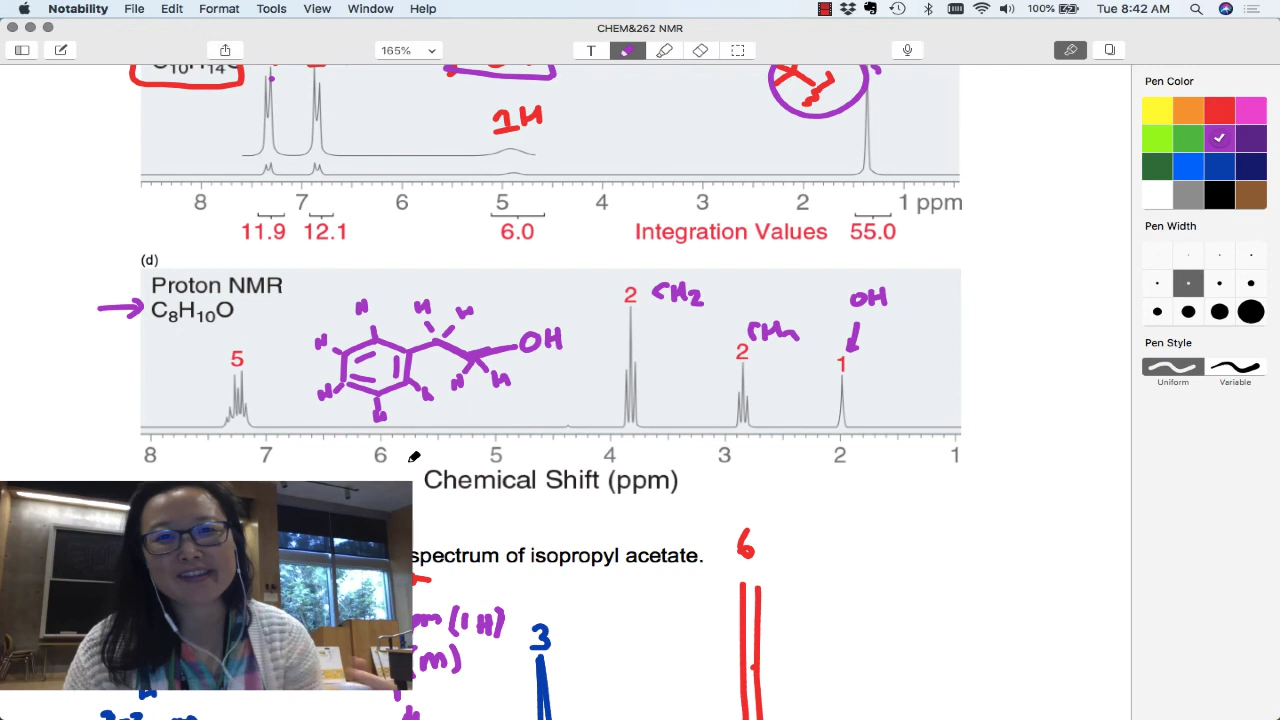 Notability File Edit Format Tools View Window Help 100% Tue 8:42 AM
CHEM&262 NMR
165% T
C10H14O
1H
8 7 6 5 4 3 2 1 ppm
11.9 12.1 6.0 Integration Values 55.0
(d)
Proton NMR
C8H10O
H H H H H H H H H OH
5
2 CH2
2 CH2
OH
1
8 7 6 5 4 3 2 1
Chemical Shift (ppm)
spectrum of isopropyl acetate.
6
(1H)
3
m)
Pen Color
Pen Width
Pen Style
Uniform Variable